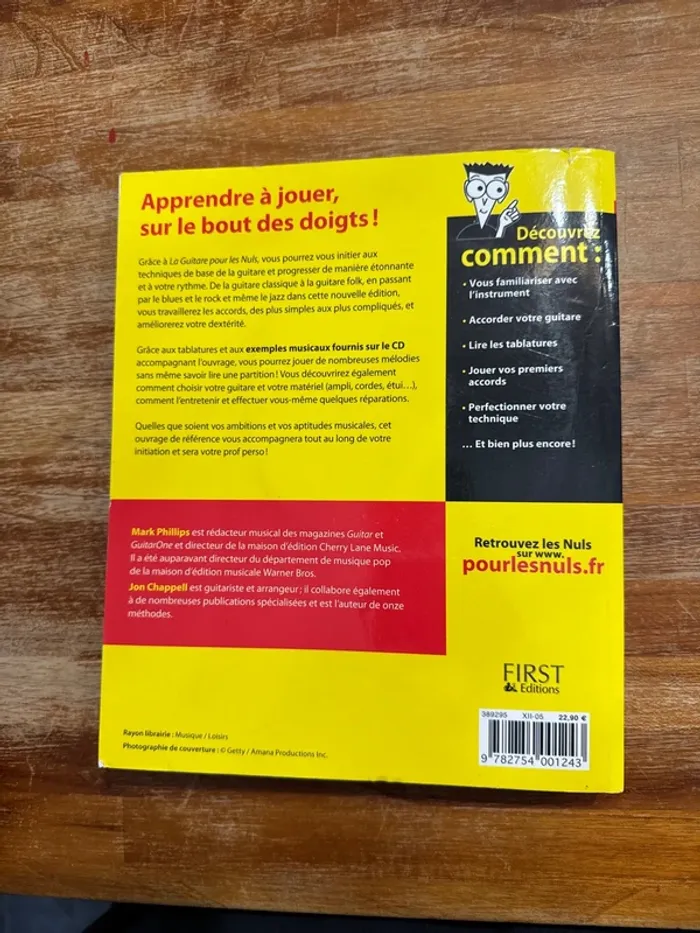 Apprendre à jouer,
sur le bout des doigts !
Grâce à La Guitare pour les Nuls, vous pourrez vous initier aux
techniques de base de la guitare et progresser de manière étonnante
et à votre rythme. De la guitare classique à la guitare folk, en passant
par le blues et le rock et même le jazz dans cette nouvelle édition,
vous travaillerez les accords, des plus simples aux plus compliqués, et
améliorerez votre dextérité.
Grâce aux tablatures et aux exemples musicaux fournis sur le CD
accompagnant l'ouvrage, vous pourrez jouer de nombreuses mélodies
sans même savoir lire une partition ! Vous découvrirez également
comment choisir votre guitare et votre matériel (ampli, cordes, étui...),
comment l'entretenir et effectuer vous-même quelques réparations.
Quelles que soient vos ambitions et vos aptitudes musicales, cet
ouvrage de référence vous accompagnera tout au long de votre
initiation et sera votre prof perso !
Découvrez
comment :
• Vous familiariser avec
l'instrument
• Accorder votre guitare
• Lire les tablatures
• Jouer vos premiers
accords
• Perfectionner votre
technique
... Et bien plus encore !
Mark Phillips est rédacteur musical des magazines Guitar et
GuitarOne et directeur de la maison d'édition Cherry Lane Music.
Il a été auparavant directeur du département de musique pop
de la maison d'édition musicale Warner Bros.
Jon Chappell est guitariste et arrangeur ; il collabore également
à de nombreuses publications spécialisées et est l'auteur de onze
méthodes.
Retrouvez les Nuls
sur www.
pourlesnuls.fr
FIRST
& Editions
Rayon librairie : Musique / Loisirs
Photographie de couverture : © Getty / Amana Productions Inc.
389295 XII-05 22,90 €
9 782754 001243